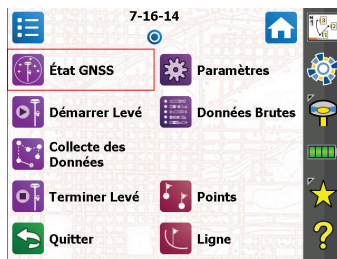 7-16-14
État GNSS
Paramètres
Démarrer Levé
Données Brutes
Collecte des
Données
Terminer Levé
Points
Quitter
Ligne